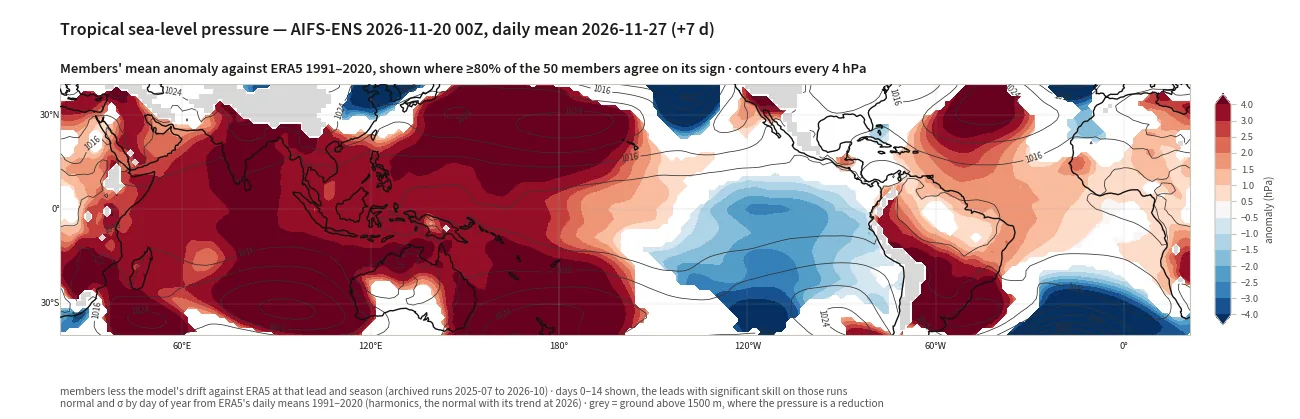 Tropical sea-level pressure — AIFS-ENS 2026-11-20 00Z, daily mean 2026-11-27 (+7 d)
Members' mean anomaly against ERA5 1991–2020, shown where ≥80% of the 50 members agree on its sign · contours every 4 hPa
1024
1016
1024
1016
1024
30°N
1016
1016
1016
0°
30°S
1016
1024
60°E
120°E
180°
120°W
60°W
0°
4.0
3.0
2.5
2.0
1.5
1.0
0.5
−0.5
−1.0
−1.5
−2.0
−2.5
−3.0
−4.0
anomaly (hPa)
members less the model's drift against ERA5 at that lead and season (archived runs 2025-07 to 2026-10) · days 0–14 shown, the leads with significant skill on those runs
normal and σ by day of year from ERA5's daily means 1991–2020 (harmonics, the normal with its trend at 2026) · grey = ground above 1500 m, where the pressure is a reduction